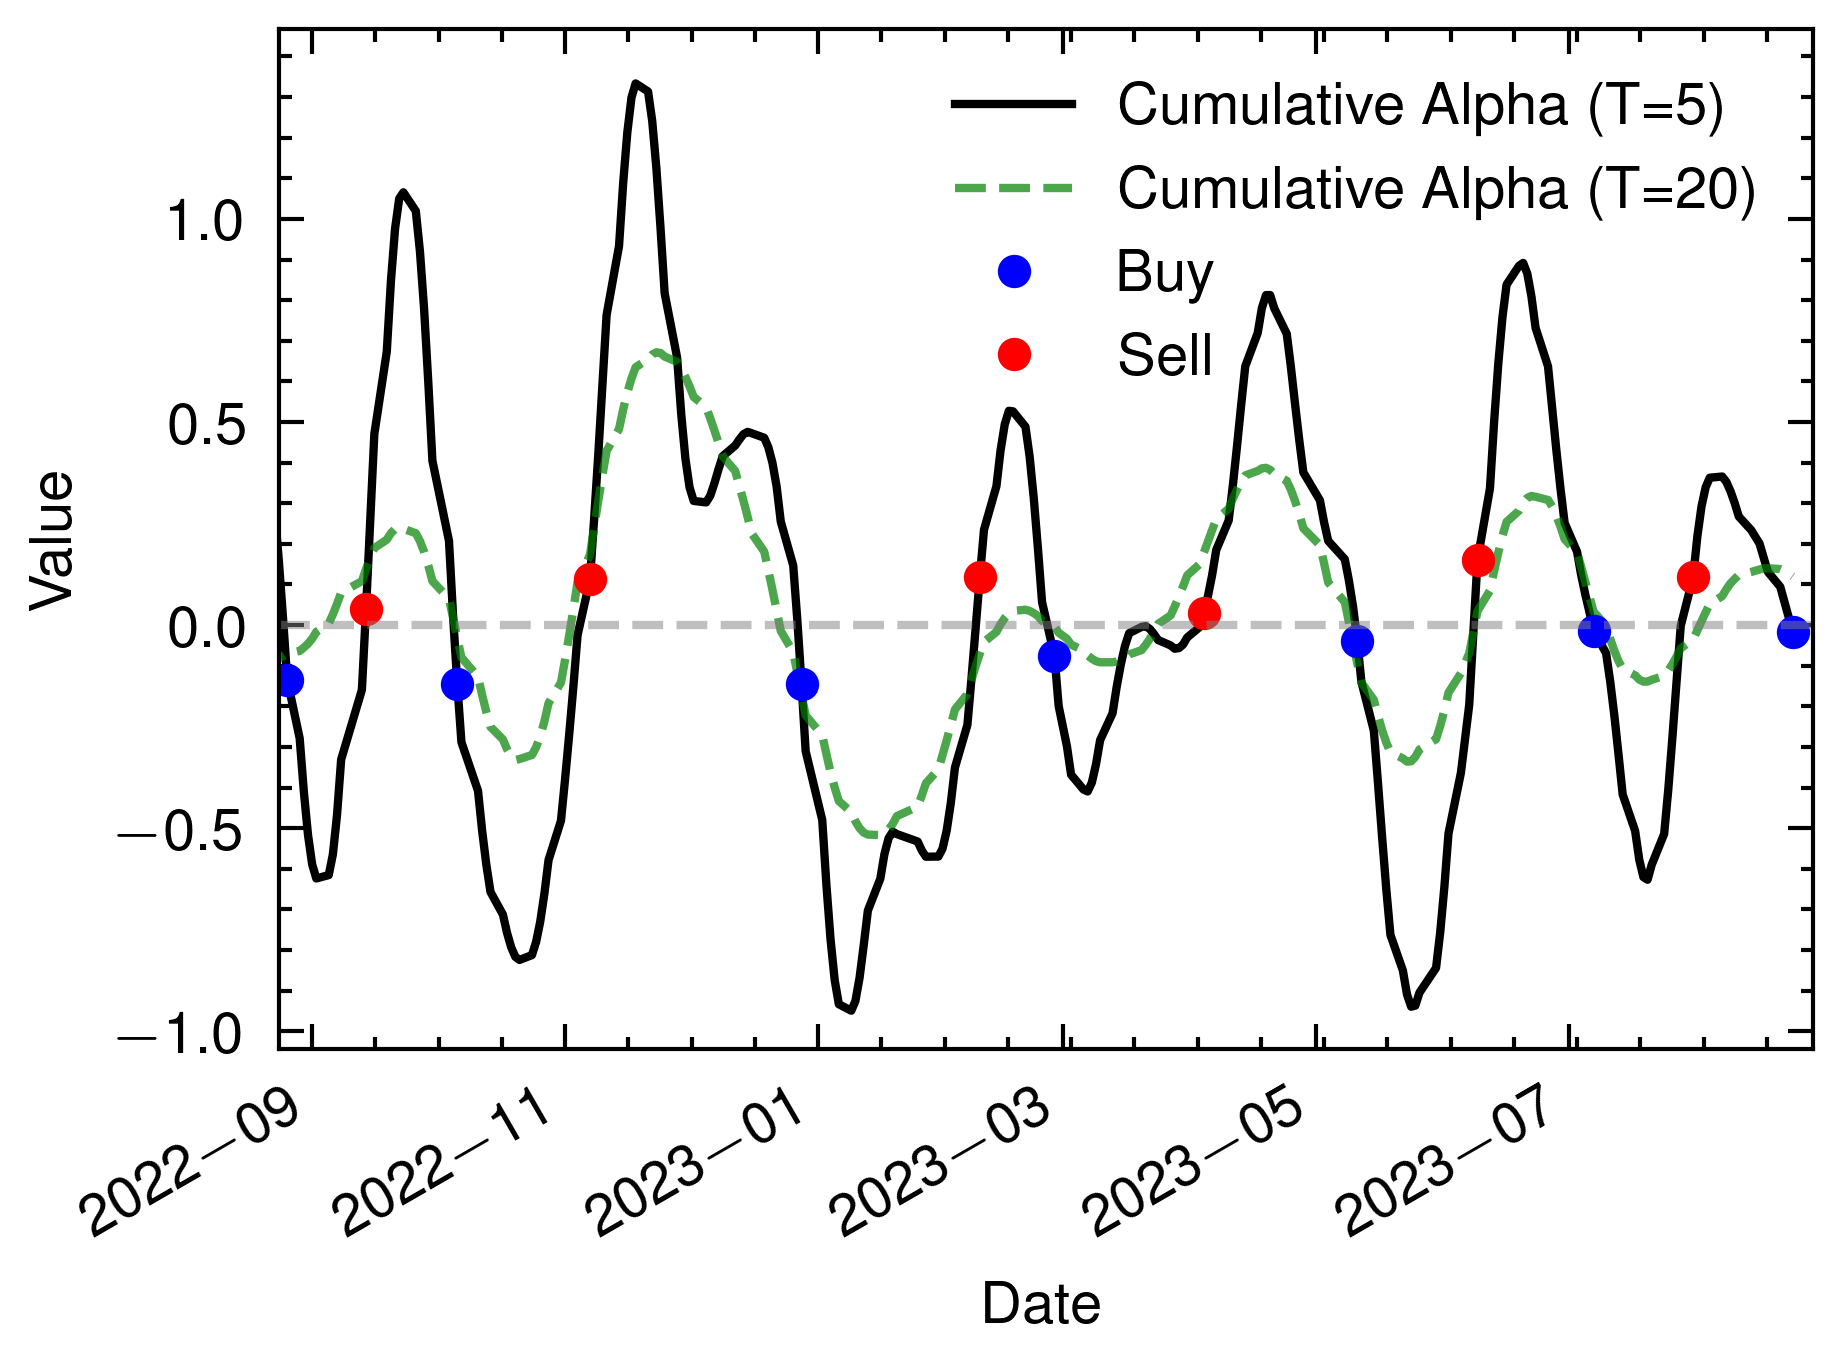 Cumulative Alpha (T=5)
Cumulative Alpha (T=20)
Buy
Sell
Value
1.0
0.5
0.0
−0.5
−1.0
2022−09
2022−11
2023−01
2023−03
2023−05
2023−07
Date